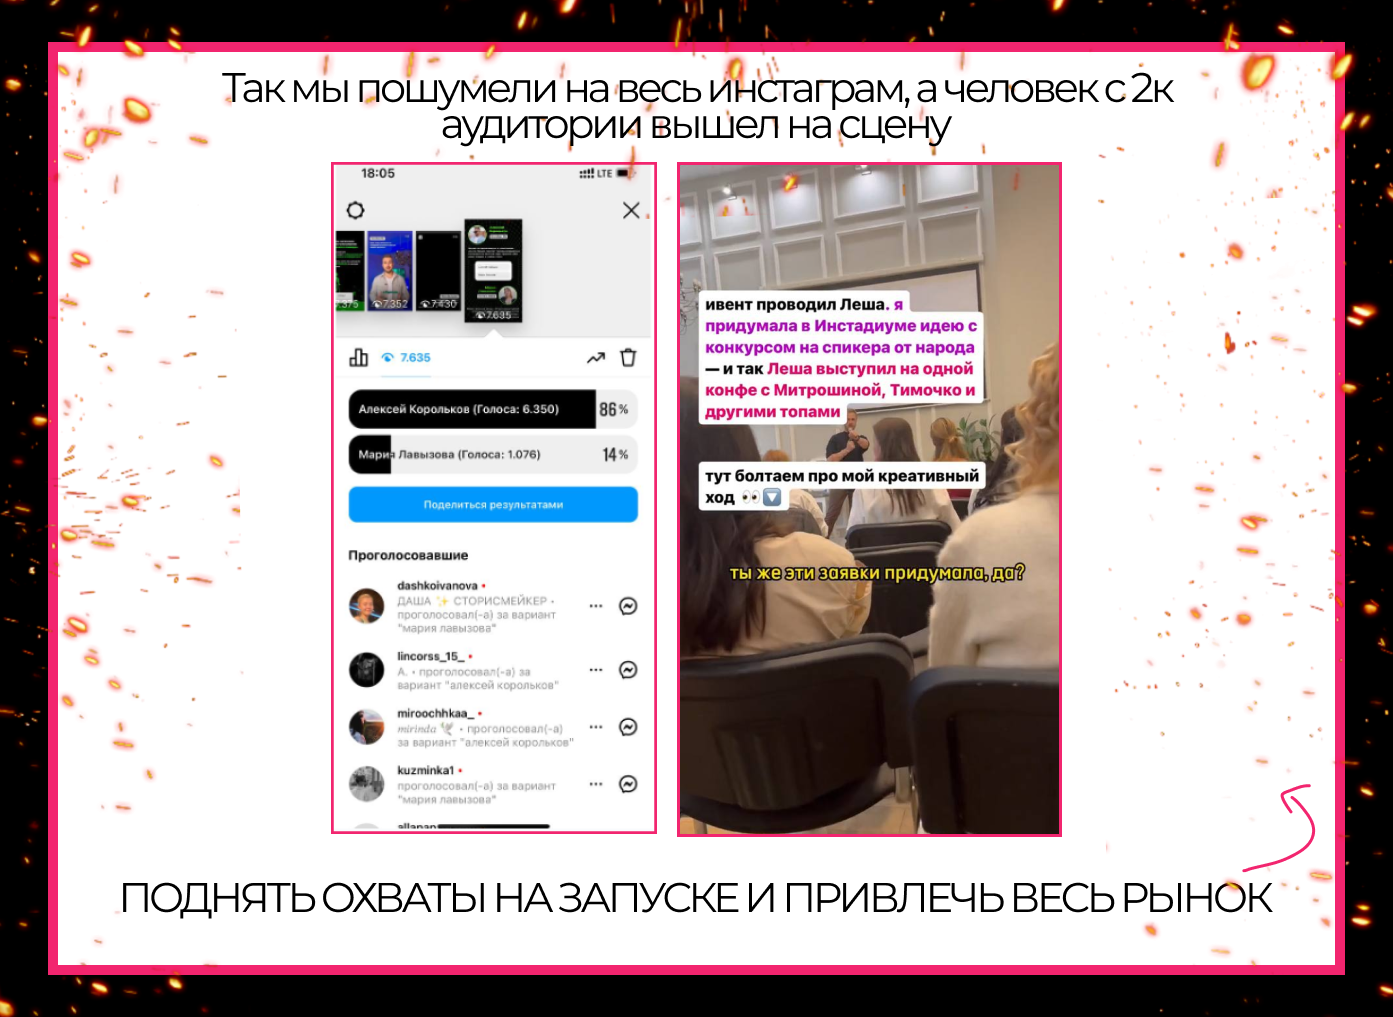 Так мы пошумели на весь инстаграм, а человек с 2к
аудитории вышел на сцену
18:05
LTE
7.352
7.430
7.635
7.635
Алексей Корольков (Голоса: 6.350)
86%
Мария Лавызова (Голоса: 1.076)
14%
Поделиться результатами
Проголосовавшие
dashkoivanova
ДАША ✨ СТОРИСМЕЙКЕР •
проголосовал(-а) за вариант
"мария лавызова"
lincorss_15_
А. • проголосовал(-а) за
вариант "алексей корольков"
miroochhkaa_
mirinda 🕊 • проголосовал(-а)
за вариант "алексей корольков"
kuzminka1
проголосовал(-а) за вариант
"мария лавызова"
ивент проводил Леша. я
придумала в Инстадиуме идею с
конкурсом на спикера от народа
— и так Леша выступил на одной
конфе с Митрошиной, Тимочко и
другими топами
тут болтаем про мой креативный
ход 👀🔽
ты же эти заявки придумала, да?
ПОДНЯТЬ ОХВАТЫ НА ЗАПУСКЕ И ПРИВЛЕЧЬ ВЕСЬ РЫНОК